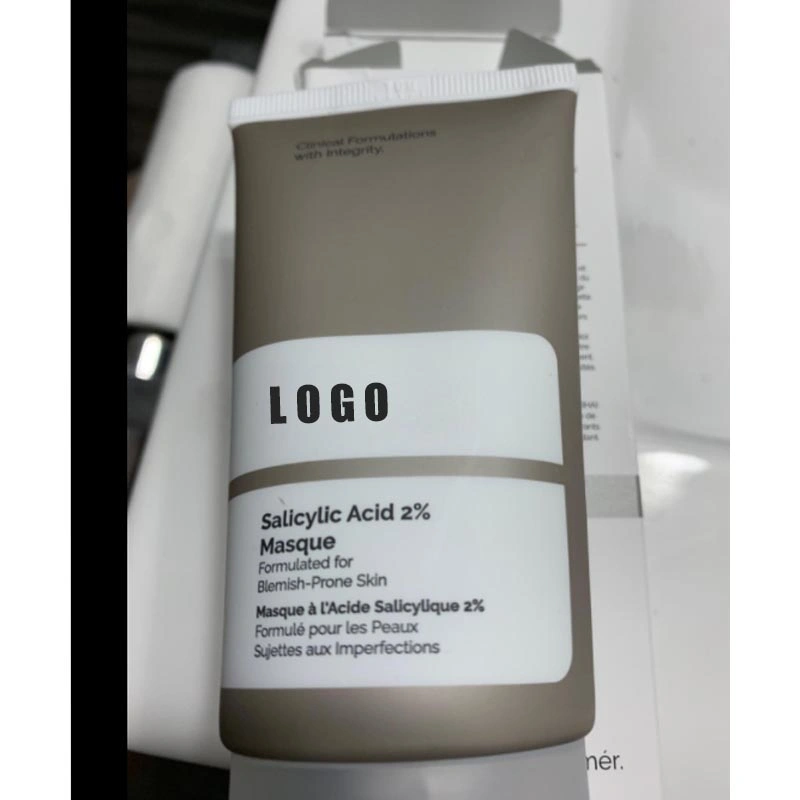 Clinical Formulations
with Integrity.
LOGO
Salicylic Acid 2%
Masque
Formulated for
Blemish-Prone Skin
Masque à l'Acide Salicylique 2%
Formulé pour les Peaux
Sujettes aux Imperfections
mér.